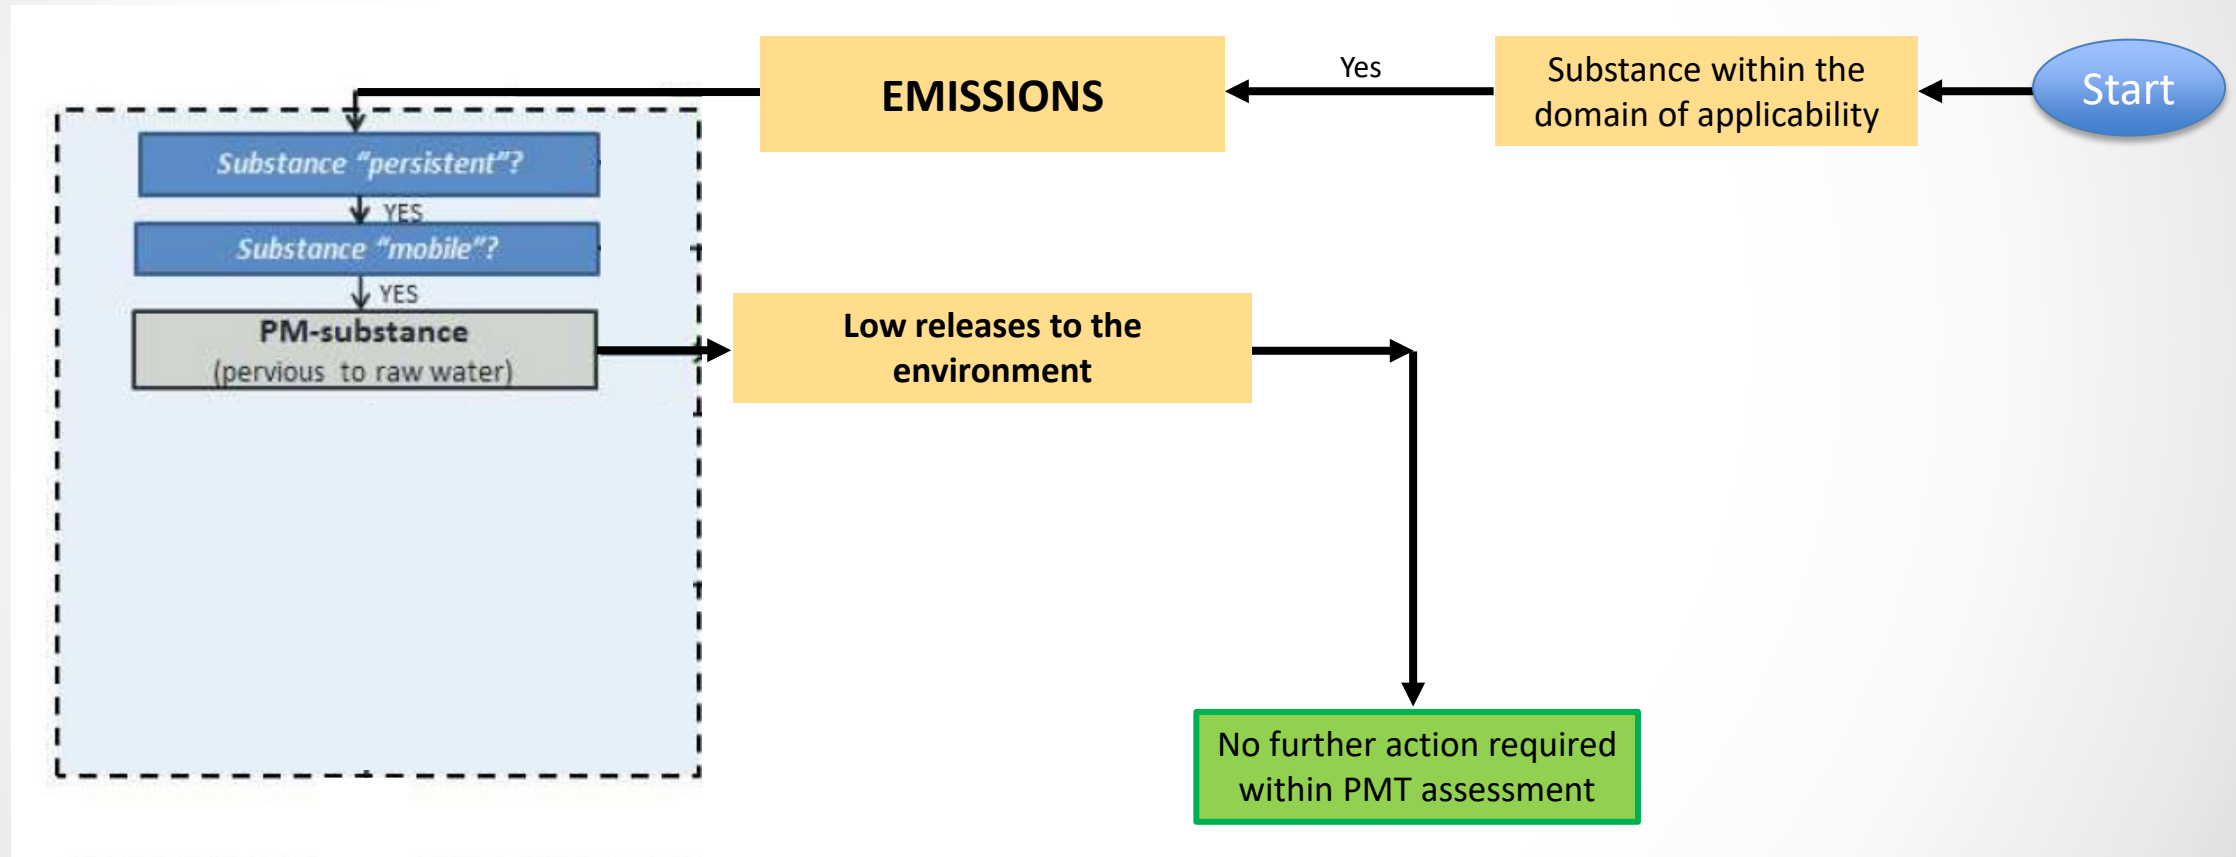 Start
Substance within the
domain of applicability
Yes
EMISSIONS
Substance "persistent"?
YES
Substance "mobile"?
YES
PM-substance
(pervious to raw water)
Low releases to the
environment
No further action required
within PMT assessment